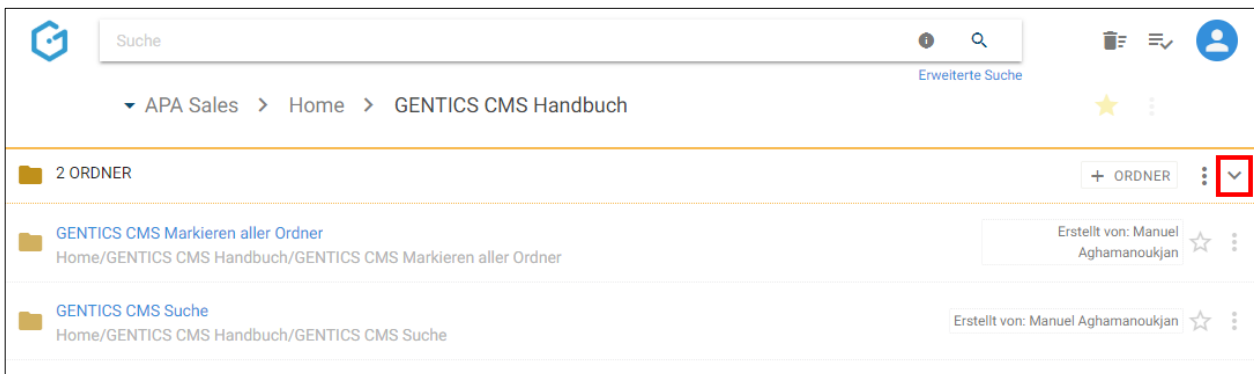 Suche
Erweiterte Suche
APA Sales > Home > GENTICS CMS Handbuch
2 ORDNER
+ ORDNER
GENTICS CMS Markieren aller Ordner
Home/GENTICS CMS Handbuch/GENTICS CMS Markieren aller Ordner
Erstellt von: Manuel
Aghamanoukjan
GENTICS CMS Suche
Home/GENTICS CMS Handbuch/GENTICS CMS Suche
Erstellt von: Manuel Aghamanoukjan